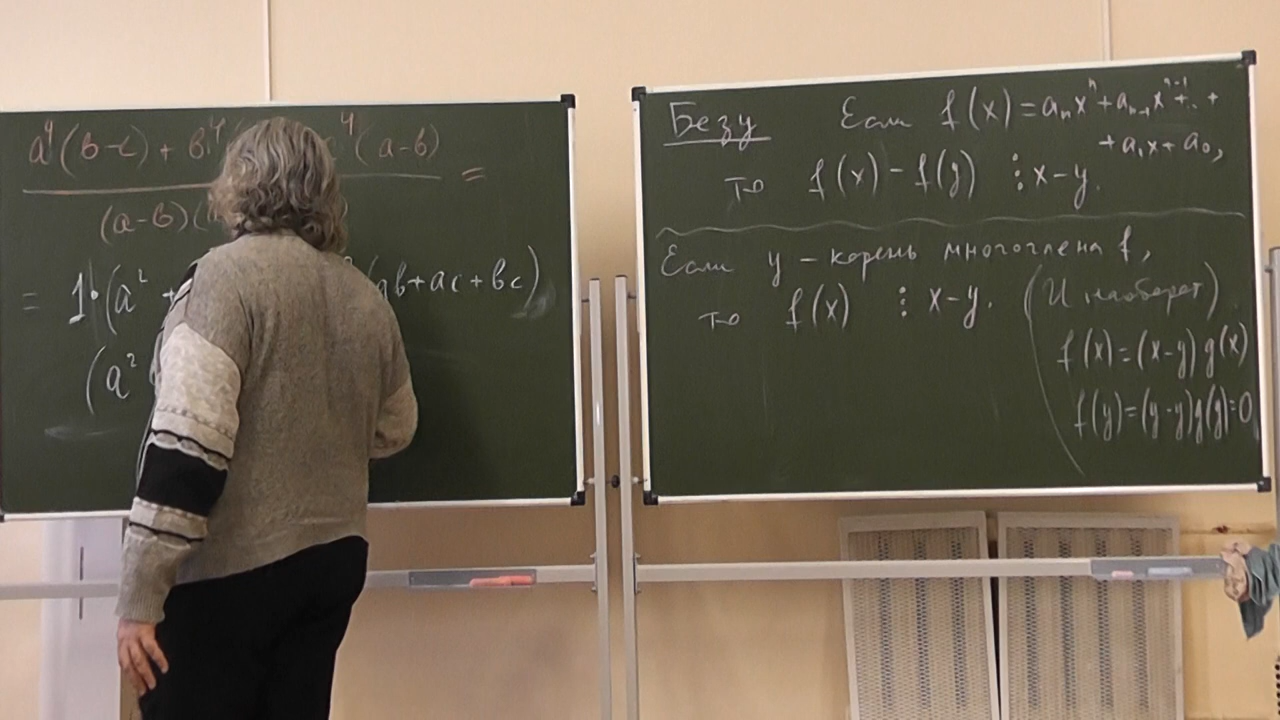 a⁴(b-c) + b⁴ c⁴(a-b)
(a-b)( =
= 1·(a² + (ab+ac+bc)
(a²
Безу Если f(x) = aₙxⁿ + aₙ₋₁xⁿ⁻¹ + .. +
+ a₁x + a₀,
то f(x) - f(y) ⋮ x-y.
Если y - корень многочлена f,
то f(x) ⋮ x-y. (И наоборот)
f(x) = (x-y) g(x)
f(y) = (y-y)g(y)=0